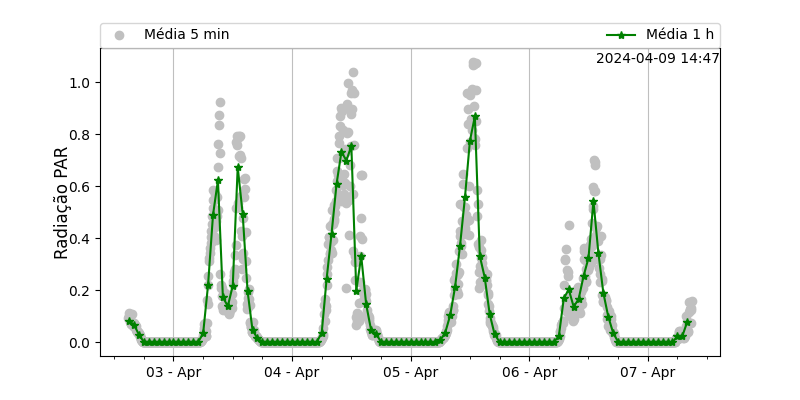 Média 5 min
Média 1 h
2024-04-09 14:47
Radiação PAR
1.0
0.8
0.6
0.4
0.2
0.0
03 - Apr
04 - Apr
05 - Apr
06 - Apr
07 - Apr